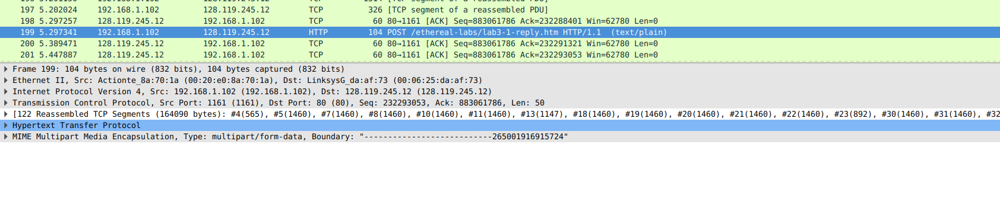 197 5.202024 192.168.1.102 128.119.245.12 TCP 326 [TCP segment of a reassembled PDU]
198 5.297257 128.119.245.12 192.168.1.102 TCP 60 80→1161 [ACK] Seq=883061786 Ack=232288401 Win=62780 Len=0
199 5.297341 192.168.1.102 128.119.245.12 HTTP 104 POST /ethereal-labs/lab3-1-reply.htm HTTP/1.1 (text/plain)
200 5.389471 128.119.245.12 192.168.1.102 TCP 60 80→1161 [ACK] Seq=883061786 Ack=232291321 Win=62780 Len=0
201 5.447887 128.119.245.12 192.168.1.102 TCP 60 80→1161 [ACK] Seq=883061786 Ack=232293053 Win=62780 Len=0
Frame 199: 104 bytes on wire (832 bits), 104 bytes captured (832 bits)
Ethernet II, Src: Actionte_8a:70:1a (00:20:e0:8a:70:1a), Dst: LinksysG_da:af:73 (00:06:25:da:af:73)
Internet Protocol Version 4, Src: 192.168.1.102 (192.168.1.102), Dst: 128.119.245.12 (128.119.245.12)
Transmission Control Protocol, Src Port: 1161 (1161), Dst Port: 80 (80), Seq: 232293053, Ack: 883061786, Len: 50
[122 Reassembled TCP Segments (164090 bytes): #4(565), #5(1460), #7(1460), #8(1460), #10(1460), #11(1460), #13(1147), #18(1460), #19(1460), #20(1460), #21(1460), #22(1460), #23(892), #30(1460), #31(1460), #32
Hypertext Transfer Protocol
MIME Multipart Media Encapsulation, Type: multipart/form-data, Boundary: "---------------------------265001916915724"